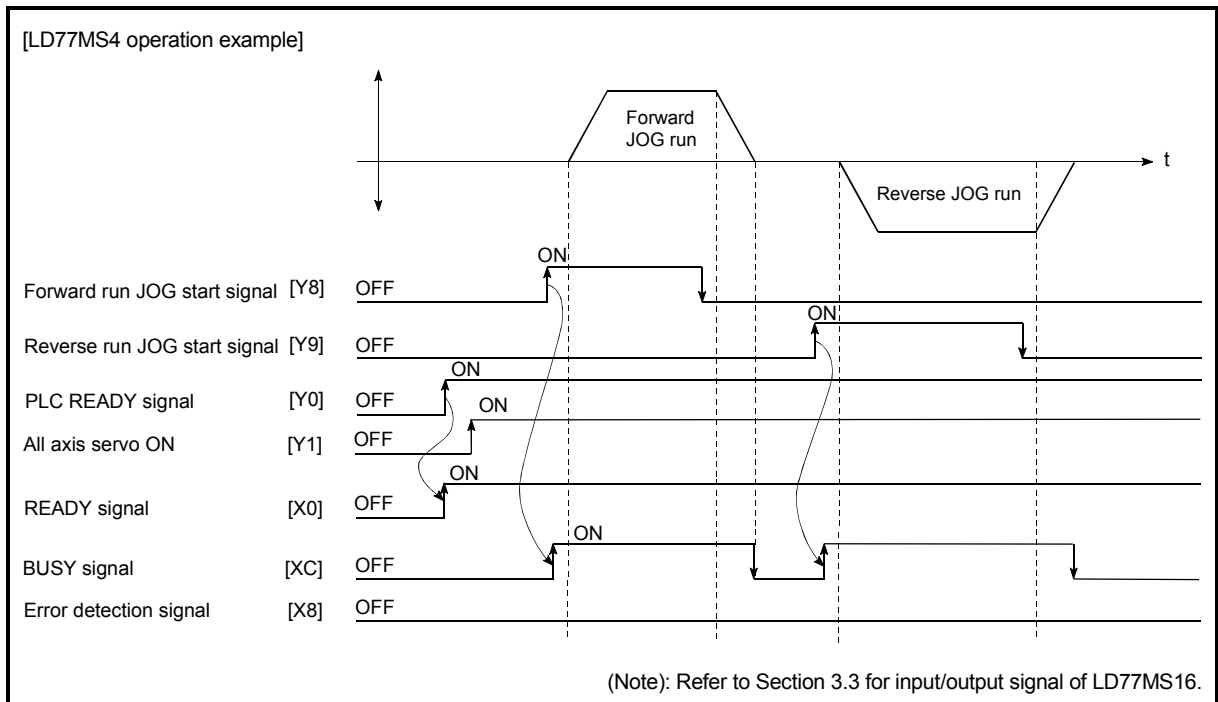 [LD77MS4 operation example]
Forward
JOG run
t
Reverse JOG run
ON
Forward run JOG start signal [Y8] OFF
ON
Reverse run JOG start signal [Y9] OFF
ON
PLC READY signal [Y0] OFF
ON
All axis servo ON [Y1] OFF
ON
READY signal [X0] OFF
ON
BUSY signal [XC] OFF
Error detection signal [X8] OFF
(Note): Refer to Section 3.3 for input/output signal of LD77MS16.